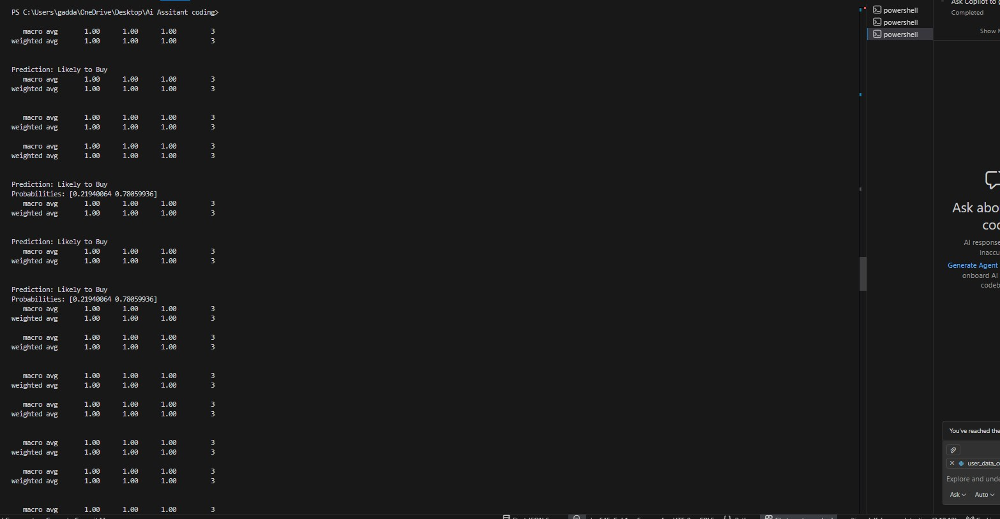 PS C:\Users\gadda\OneDrive\Desktop\Ai Assitant coding>
macro avg 1.00 1.00 1.00 3
weighted avg 1.00 1.00 1.00 3
Prediction: Likely to Buy
macro avg 1.00 1.00 1.00 3
weighted avg 1.00 1.00 1.00 3
macro avg 1.00 1.00 1.00 3
weighted avg 1.00 1.00 1.00 3
macro avg 1.00 1.00 1.00 3
weighted avg 1.00 1.00 1.00 3
Prediction: Likely to Buy
Probabilities: [0.21940064 0.78059936]
macro avg 1.00 1.00 1.00 3
weighted avg 1.00 1.00 1.00 3
Prediction: Likely to Buy
macro avg 1.00 1.00 1.00 3
weighted avg 1.00 1.00 1.00 3
Prediction: Likely to Buy
Probabilities: [0.21940064 0.78059936]
macro avg 1.00 1.00 1.00 3
weighted avg 1.00 1.00 1.00 3
macro avg 1.00 1.00 1.00 3
weighted avg 1.00 1.00 1.00 3
macro avg 1.00 1.00 1.00 3
weighted avg 1.00 1.00 1.00 3
macro avg 1.00 1.00 1.00 3
weighted avg 1.00 1.00 1.00 3
macro avg 1.00 1.00 1.00 3
weighted avg 1.00 1.00 1.00 3
macro avg 1.00 1.00 1.00 3
weighted avg 1.00 1.00 1.00 3
macro avg 1.00 1.00 1.00 3
powershell
powershell
powershell
Ask Copilot to
Completed
Show
Ask abo
coc
AI response
inaccu
Generate Agent
onboard AI
codeb
You've reached the
user_data_c
Explore and unde
Ask
Auto